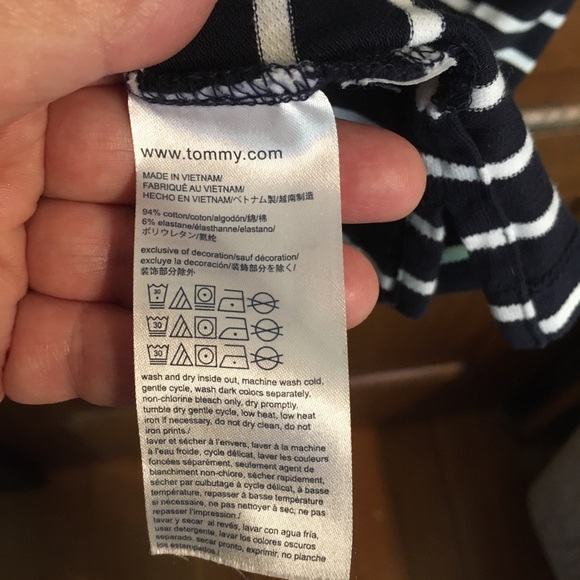 www.tommy.com
MADE IN VIETNAM/
FABRIQUÉ AU VIETNAM/
HECHO EN VIETNAM/ベトナム製/越南制造
94% cotton/coton/algodón/綿/棉
6% elastane/élasthanne/elastano/
ポリウレタン/氨纶
exclusive of decoration/sauf décoration/
excluye la decoración/装飾部分を除く/
装饰部分除外
30
30
30
wash and dry inside out, machine wash cold,
gentle cycle, wash dark colors separately,
non-chlorine bleach only, dry promptly,
tumble dry gentle cycle, low heat, low heat
iron if necessary, do not dry clean, do not
iron prints./
laver et sécher à l'envers, laver à la machine
à l'eau froide, cycle délicat, laver les couleurs
foncées séparément, seulement agent de
blanchiment non-chlore, sécher rapidement,
sécher par culbutage à cycle délicat, à basse
température, repasser à basse température
si nécessaire, ne pas nettoyer à sec, ne pas
repasser l'impression./
lavar y secar al revés, lavar con agua fría,
usar detergente, lavar los colores oscuros
separado, secar pronto, exprimir, no planche
los estampados./